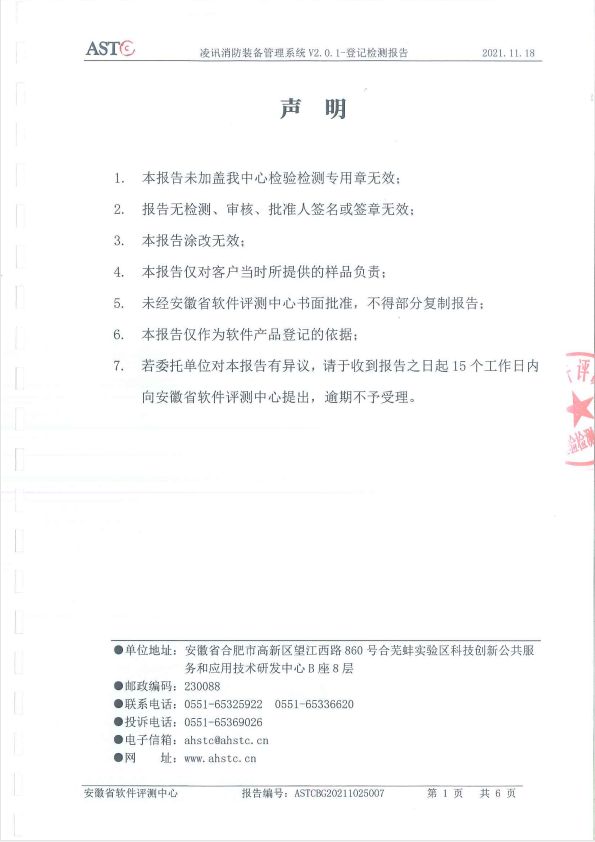 ASTC 凌讯消防装备管理系统 V2.0.1-登记检测报告 2021.11.18
声 明
1. 本报告未加盖我中心检验检测专用章无效;
2. 报告无检测、审核、批准人签名或签章无效;
3. 本报告涂改无效;
4. 本报告仅对客户当时所提供的样品负责;
5. 未经安徽省软件评测中心书面批准, 不得部分复制报告;
6. 本报告仅作为软件产品登记的依据;
7. 若委托单位对本报告有异议, 请于收到报告之日起 15 个工作日内
向安徽省软件评测中心提出, 逾期不予受理。
评
验检测
●单位地址: 安徽省合肥市高新区望江西路 860 号合芜蚌实验区科技创新公共服
务和应用技术研发中心 B 座 8 层
●邮政编码: 230088
●联系电话: 0551-65325922 0551-65336620
●投诉电话: 0551-65369026
●电子信箱: ahstc@ahstc.cn
●网 址: www.ahstc.cn
安徽省软件评测中心 报告编号: ASTCBG20211025007 第 1 页 共 6 页